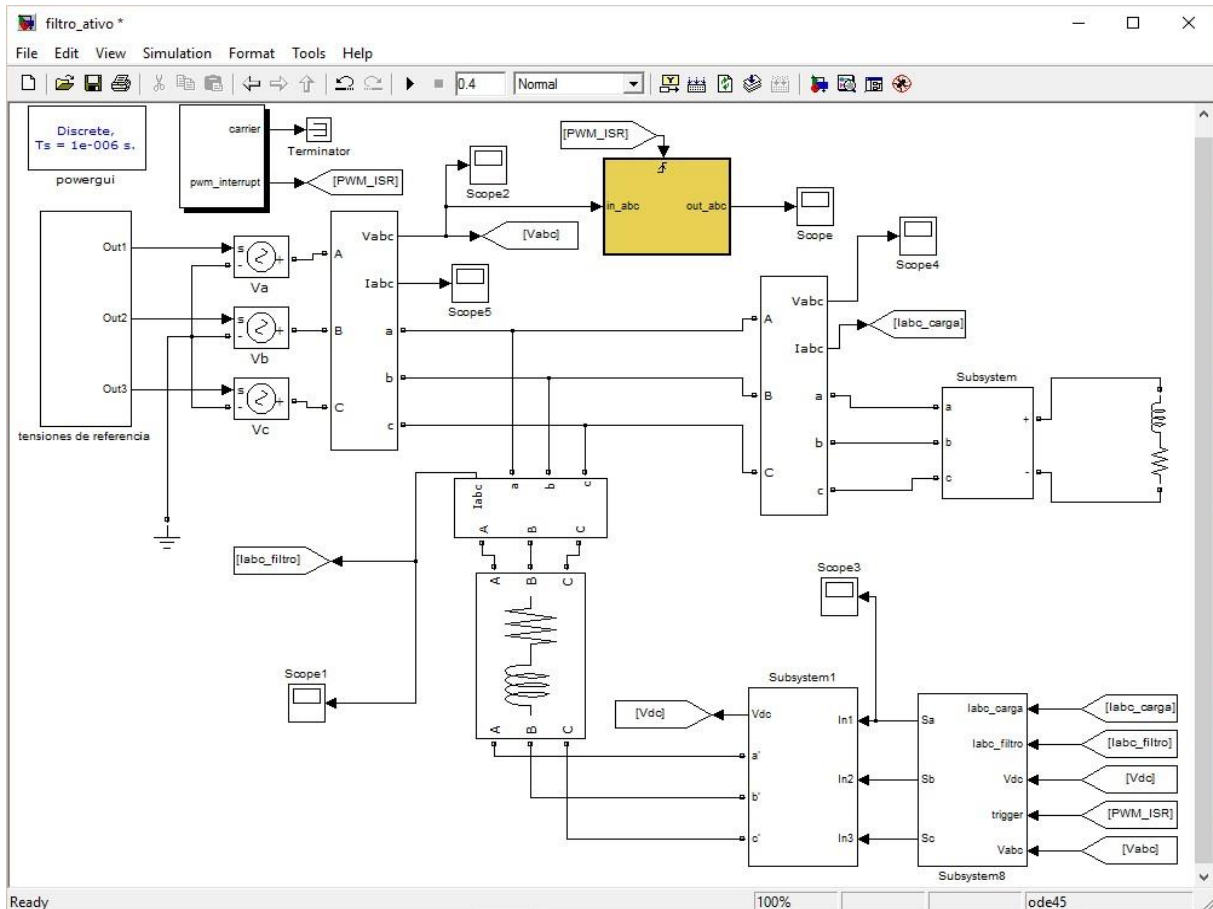 filtro_ativo *
File Edit View Simulation Format Tools Help
0.4 Normal
Discrete,
Ts = 1e-006 s.
powergui
carrier
pwm_interrupt
Terminator
[PWM_ISR]
Scope2
[PWM_ISR]
in_abc
out_abc
Scope
[Vabc]
Scope4
Out1
Out2
Out3
tensiones de referencia
s
-
+
Va
s
-
+
Vb
s
-
+
Vc
A
B
C
Vabc
Iabc
a
b
c
Scope5
A
B
C
Vabc
Iabc
a
b
c
[Iabc_carga]
Subsystem
a
b
c
+
-
Iabc
a
b
c
A
B
C
[Iabc_filtro]
A
B
C
A
B
C
Scope1
Scope3
Subsystem1
[Vdc]
Vdc
a'
b'
c'
In1
In2
In3
Sa
Sb
Sc
Iabc_carga
Iabc_filtro
Vdc
trigger
Vabc
Subsystem8
[Iabc_carga]
[Iabc_filtro]
[Vdc]
[PWM_ISR]
[Vabc]
Ready 100% ode45